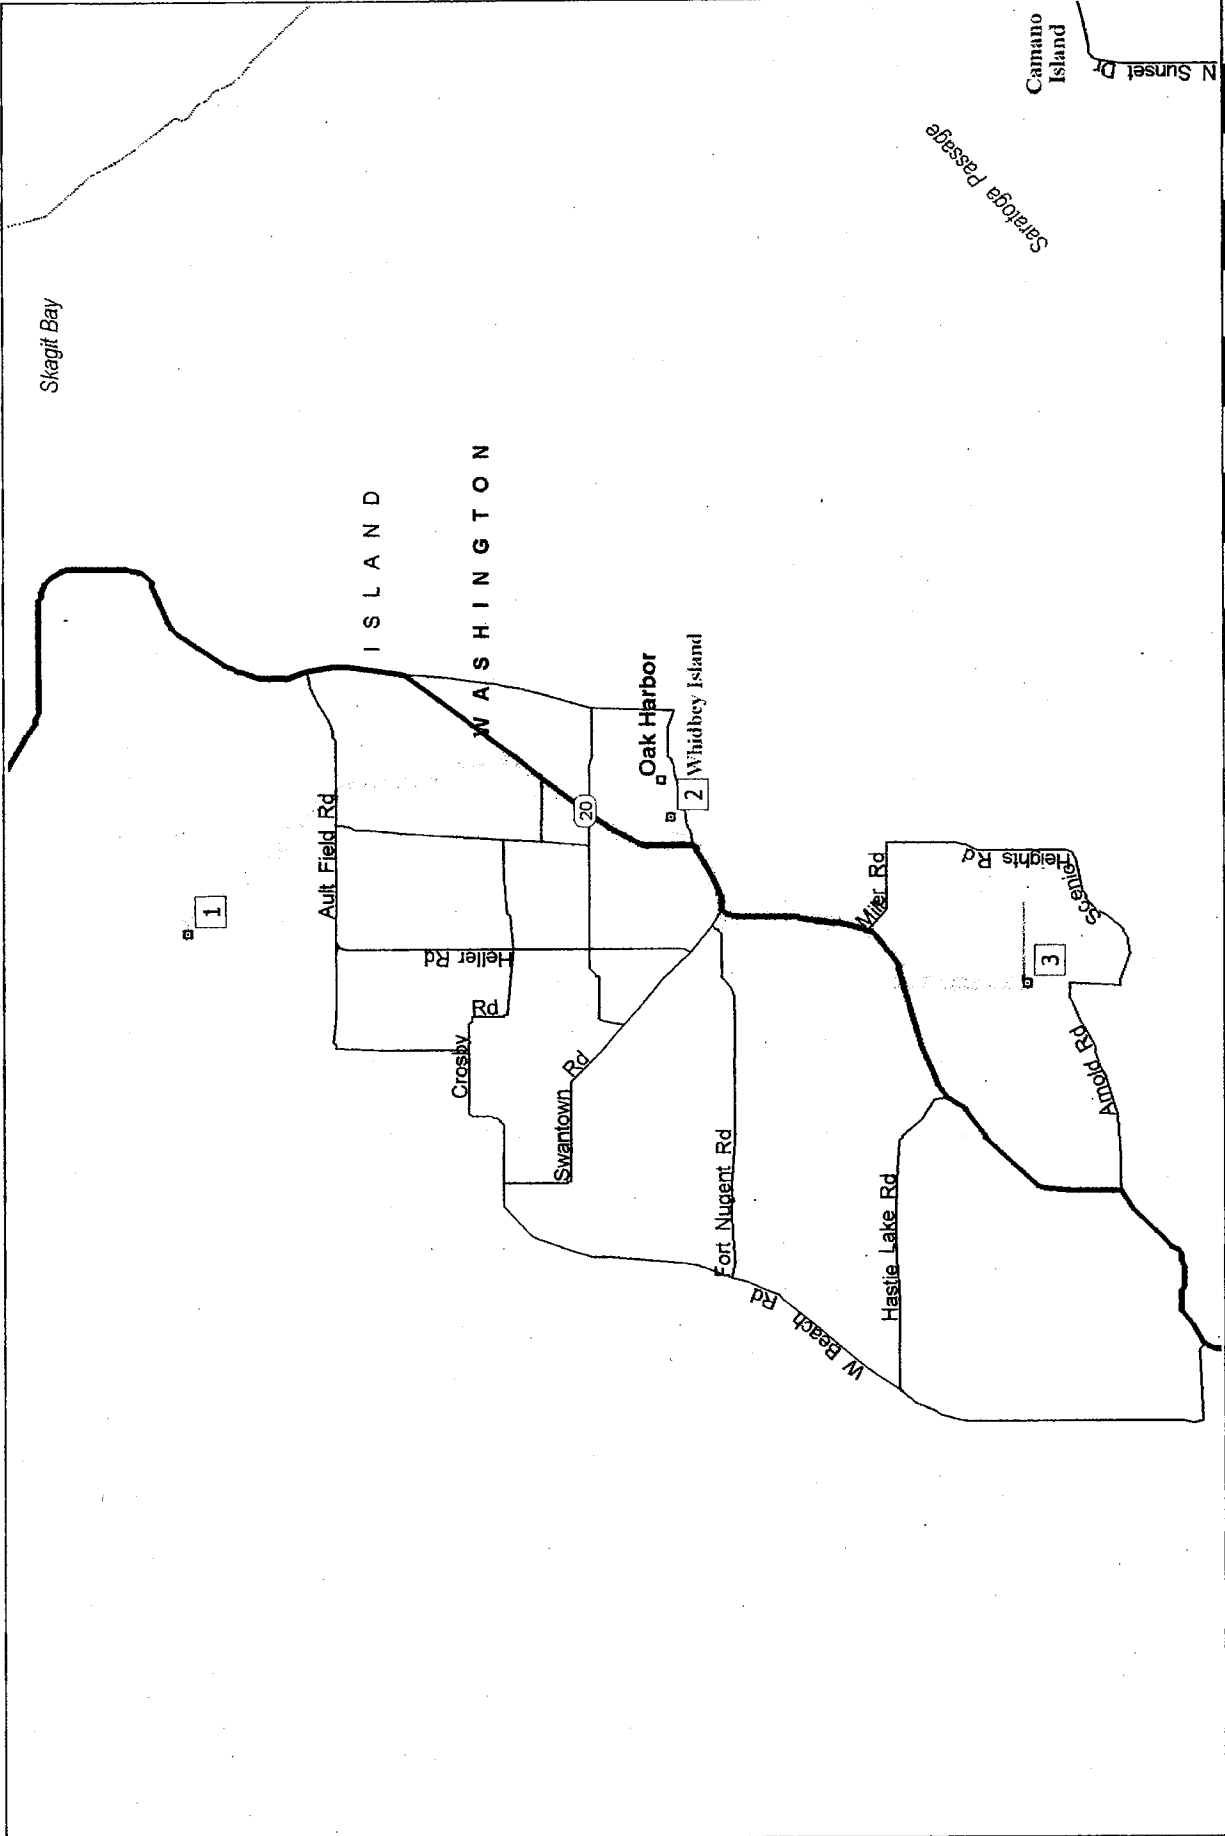 Camano
Island
N Sunset Dr
Saratoga Passage
Skagit Bay
ISLAND
WASHINGTON
Oak Harbor
Whidbey Island
20
2
1
Ault Field Rd
Heller Rd
Crosby Rd
Swantown Rd
Fort Nugent Rd
W Beach Rd
Hastie Lake Rd
Miller Rd
Scenic Heights Rd
3
Arnold Rd